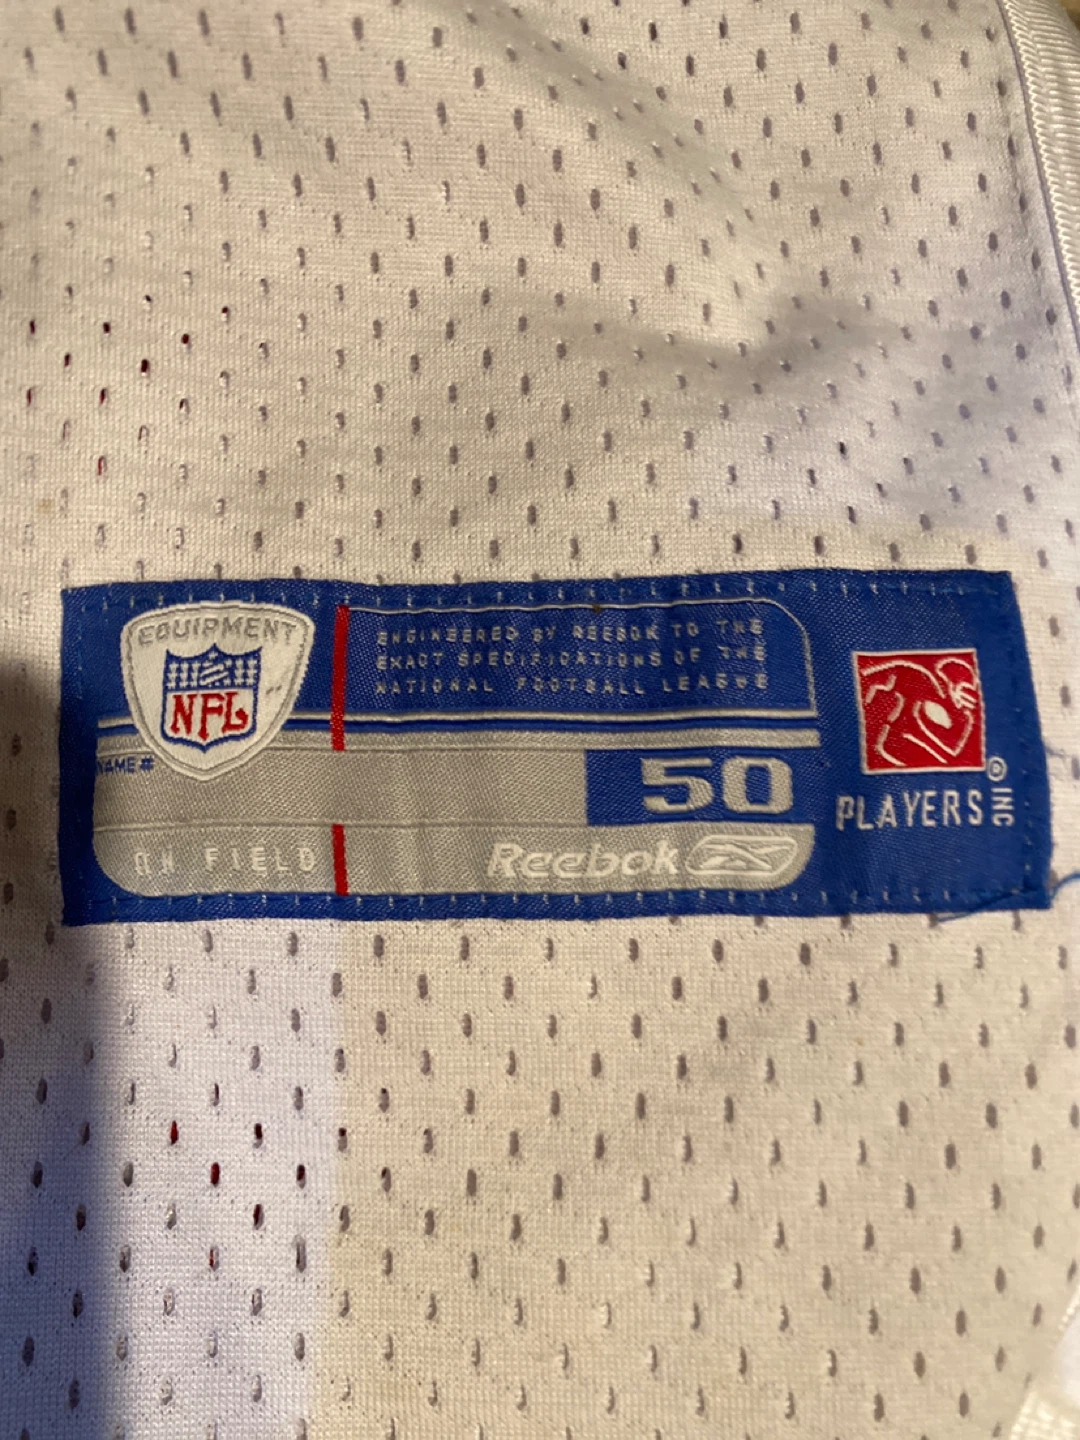 EQUIPMENT
NFL
ENGINEERED BY REEBOK TO THE
EXACT SPECIFICATIONS OF THE
NATIONAL FOOTBALL LEAGUE
NAME #
50
ON FIELD
Reebok
PLAYERS
INC
®